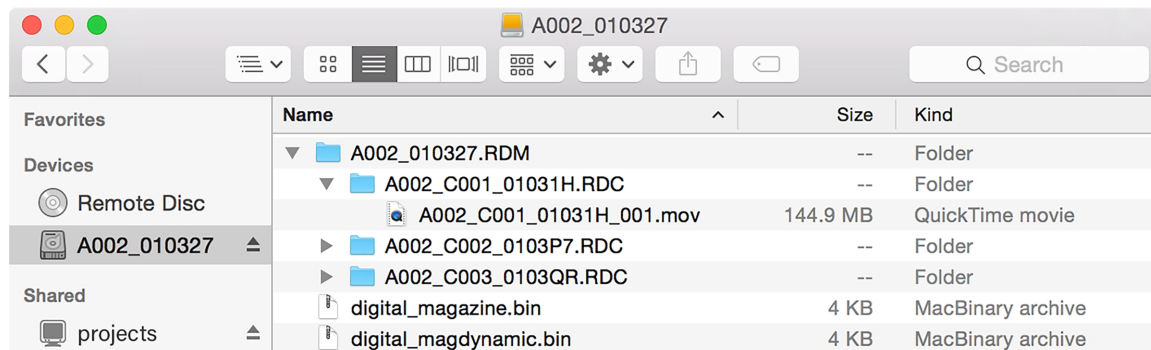 A002_010327
Search
Favorites
Devices
Remote Disc
A002_010327
Shared
projects
Name Size Kind
A002_010327.RDM -- Folder
A002_C001_01031H.RDC -- Folder
A002_C001_01031H_001.mov 144.9 MB QuickTime movie
A002_C002_0103P7.RDC -- Folder
A002_C003_0103QR.RDC -- Folder
digital_magazine.bin 4 KB MacBinary archive
digital_magdynamic.bin 4 KB MacBinary archive